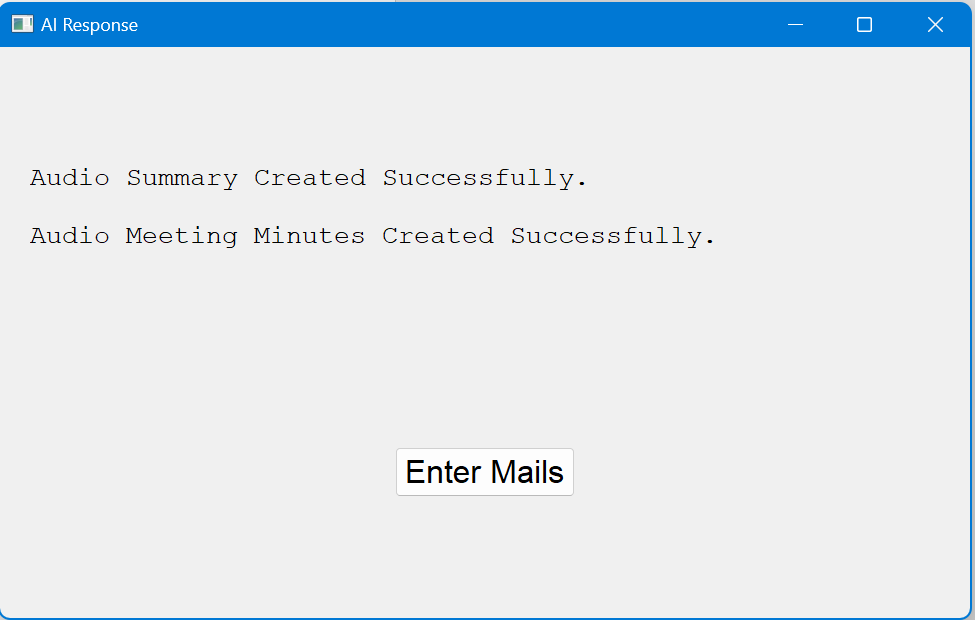 AI Response
Audio Summary Created Successfully.
Audio Meeting Minutes Created Successfully.
Enter Mails